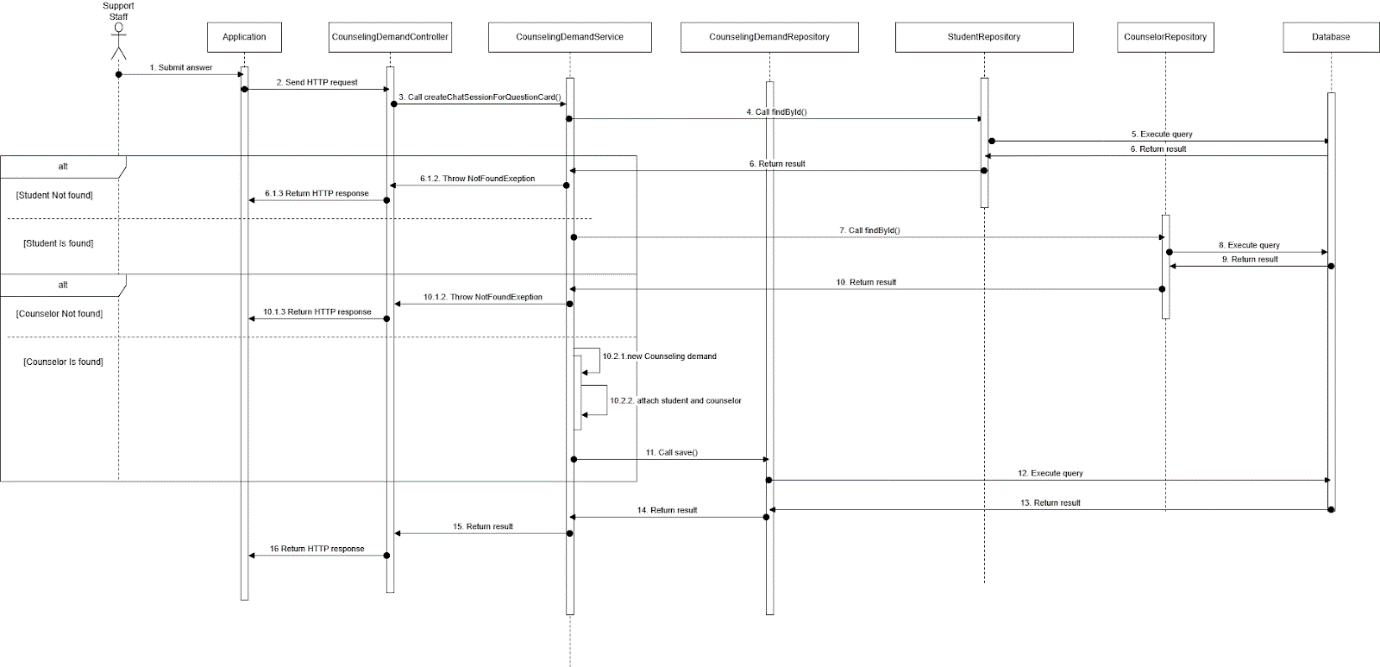 Support
Staff
Application
CounselingDemandController
CounselingDemandService
CounselingDemandRepository
StudentRepository
CounselorRepository
Database
1. Submit answer
2. Send HTTP request
3. Call createChatSessionForQuestionCard()
4. Call findById()
5. Execute query
6. Return result
6. Return result
alt
6.1.2. Throw NotFoundExeption
[Student Not found]
6.1.3 Return HTTP response
[Student Is found]
7. Call findById()
8. Execute query
9. Return result
10. Return result
alt
10.1.2. Throw NotFoundExeption
[Counselor Not found]
10.1.3 Return HTTP response
[Counselor Is found]
10.2.1.new Counseling demand
10.2.2. attach student and counselor
11. Call save()
12. Execute query
13. Return result
14. Return result
15. Return result
16 Return HTTP response